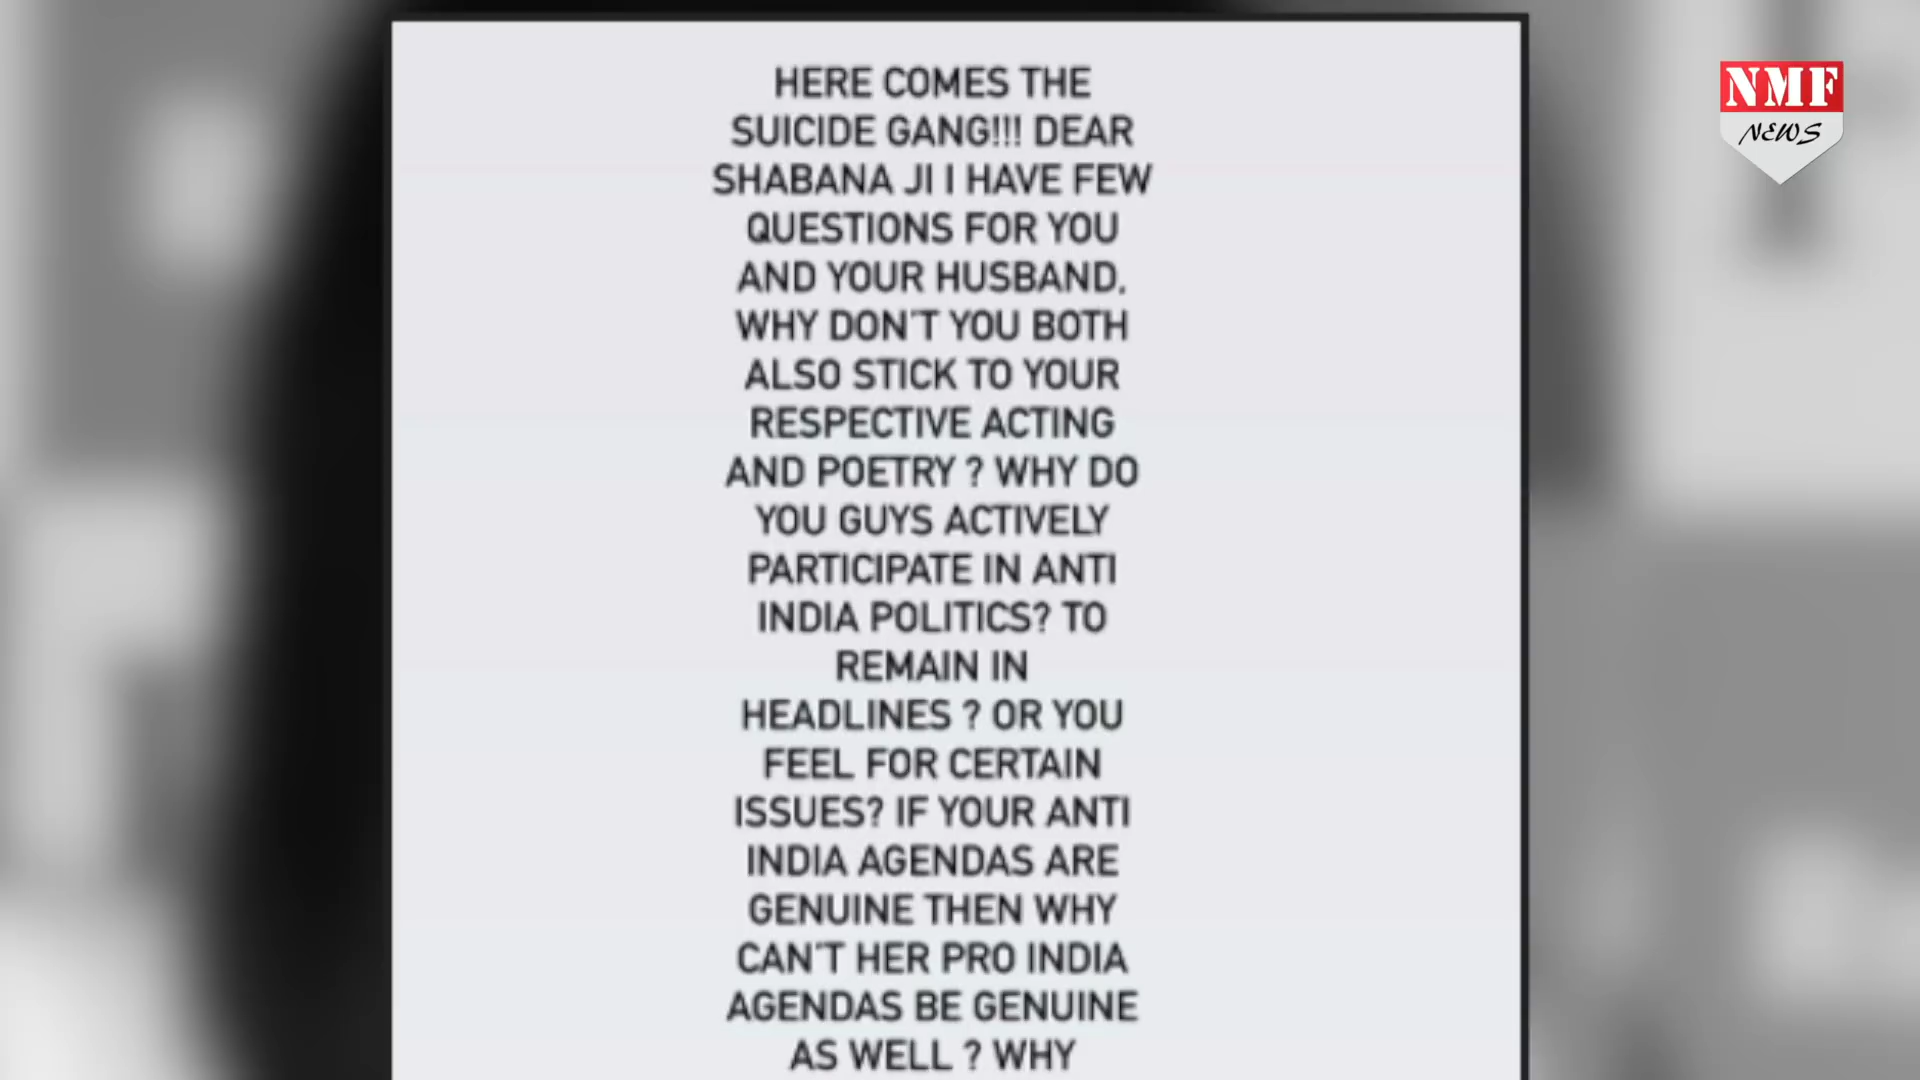 HERE COMES THE
SUICIDE GANG!!! DEAR
SHABANA JI I HAVE FEW
QUESTIONS FOR YOU
AND YOUR HUSBAND,
WHY DON'T YOU BOTH
ALSO STICK TO YOUR
RESPECTIVE ACTING
AND POETRY ? WHY DO
YOU GUYS ACTIVELY
PARTICIPATE IN ANTI
INDIA POLITICS? TO
REMAIN IN
HEADLINES ? OR YOU
FEEL FOR CERTAIN
ISSUES? IF YOUR ANTI
INDIA AGENDAS ARE
GENUINE THEN WHY
CAN'T HER PRO INDIA
AGENDAS BE GENUINE
AS WELL ? WHY
NMF
NEWS